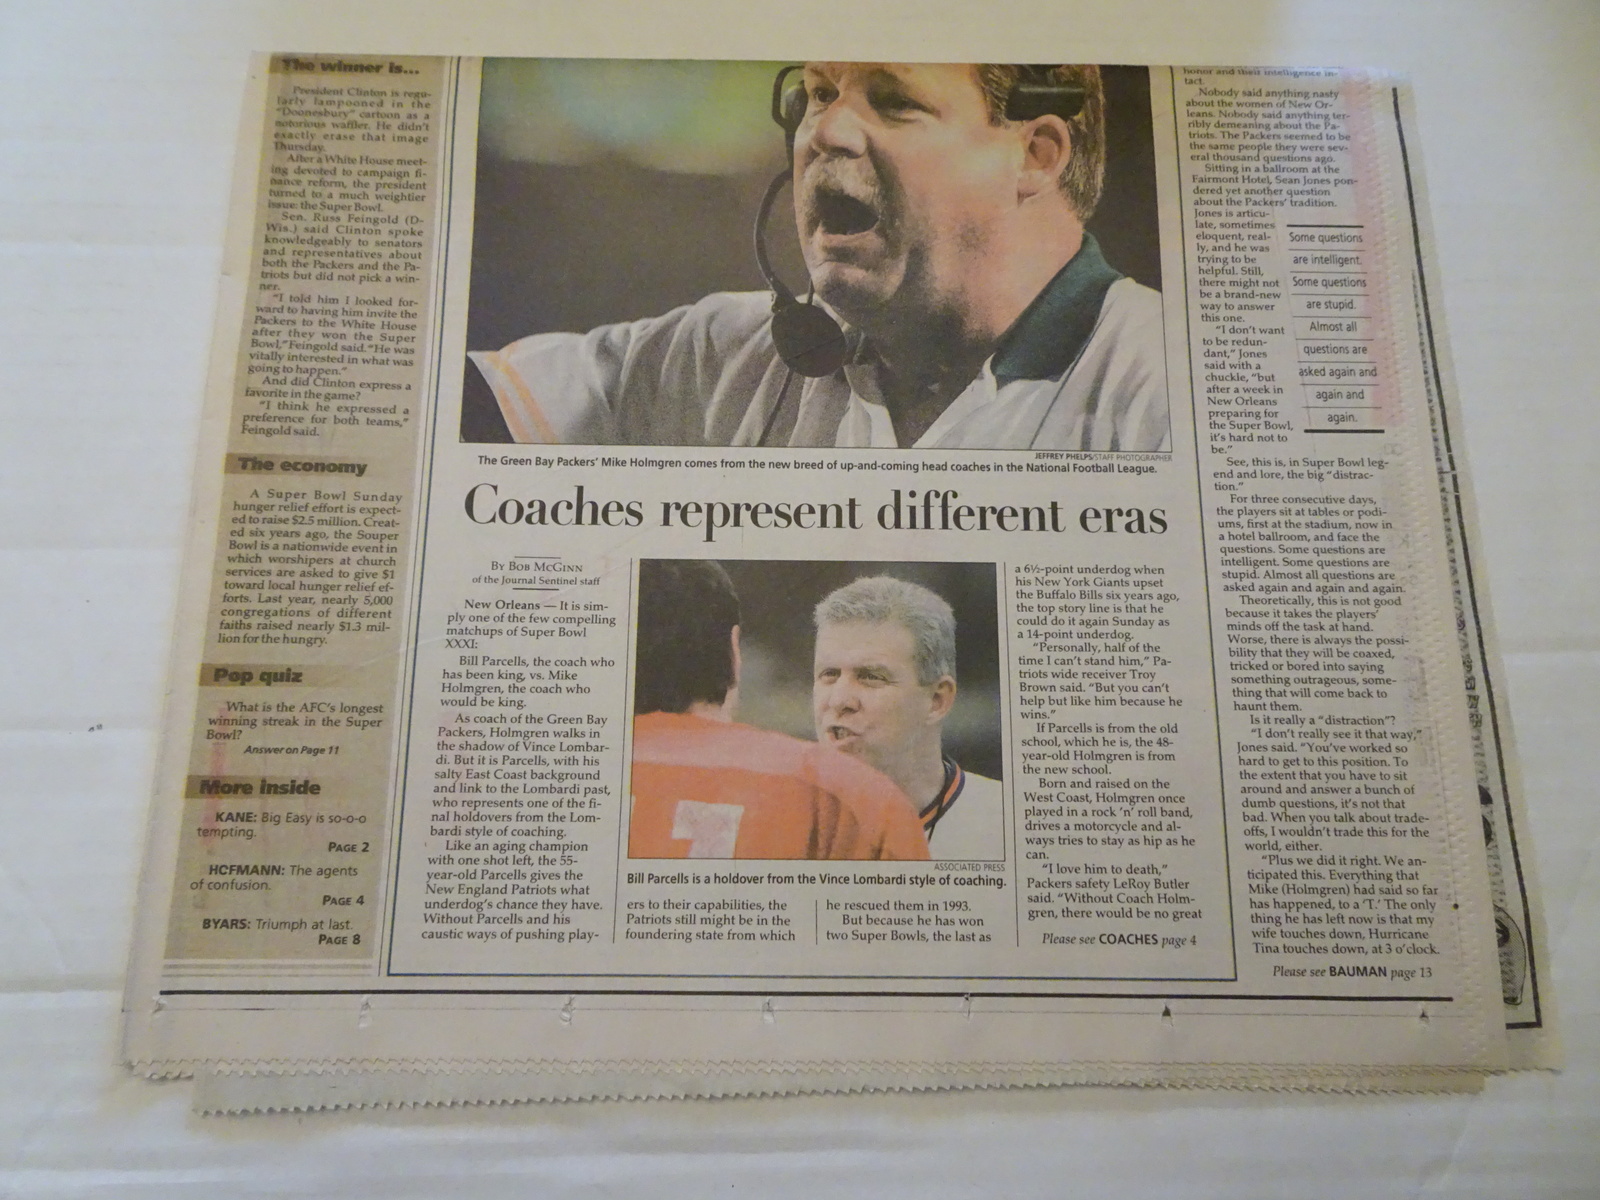 The winner is...
President Clinton is regu-
larly lampooned in the
"Doonesbury" cartoon as a
notorious waffler. He didn't
exactly erase that image
Thursday.
After a White House meet-
ing devoted to campaign fi-
nance reform, the president
turned to a much weightier
issue: the Super Bowl.
Sen. Russ Feingold (D-
Wis.) said Clinton spoke
knowledgeably to senators
and representatives about
both the Packers and the Pa-
triots but did not pick a win-
ner.
"I told him I looked for-
ward to having him invite the
Packers to the White House
after they won the Super
Bowl," Feingold said. "He was
vitally interested in what was
going to happen."
And did Clinton express a
favorite in the game?
"I think he expressed a
preference for both teams,"
Feingold said.
The economy
A Super Bowl Sunday
hunger relief effort is expect-
ed to raise $2.5 million. Creat-
ed six years ago, the Souper
Bowl is a nationwide event in
which worshipers at church
services are asked to give $1
toward local hunger relief ef-
forts. Last year, nearly 5,000
congregations of different
faiths raised nearly $1.3 mil-
lion for the hungry.
Pop quiz
What is the AFC's longest
winning streak in the Super
Bowl?
Answer on Page 11
More inside
KANE: Big Easy is so-o-o
tempting.
PAGE 2
HOFMANN: The agents
of confusion.
PAGE 4
BYARS: Triumph at last.
PAGE 8
JEFFREY PHELPS/STAFF PHOTOGRAPHER
The Green Bay Packers' Mike Holmgren comes from the new breed of up-and-coming head coaches in the National Football League.
Coaches represent different eras
BY BOB MCGINN
of the Journal Sentinel staff
New Orleans — It is sim-
ply one of the few compelling
matchups of Super Bowl
XXXI:
Bill Parcells, the coach who
has been king, vs. Mike
Holmgren, the coach who
would be king.
As coach of the Green Bay
Packers, Holmgren walks in
the shadow of Vince Lombar-
di. But it is Parcells, with his
salty East Coast background
and link to the Lombardi past,
who represents one of the fi-
nal holdovers from the Lom-
bardi style of coaching.
Like an aging champion
with one shot left, the 55-
year-old Parcells gives the
New England Patriots what
underdog's chance they have.
Without Parcells and his
caustic ways of pushing play-
ASSOCIATED PRESS
Bill Parcells is a holdover from the Vince Lombardi style of coaching.
ers to their capabilities, the
Patriots still might be in the
foundering state from which
he rescued them in 1993.
But because he has won
two Super Bowls, the last as
a 6½-point underdog when
his New York Giants upset
the Buffalo Bills six years ago,
the top story line is that he
could do it again Sunday as
a 14-point underdog.
"Personally, half of the
time I can't stand him," Pa-
triots wide receiver Troy
Brown said. "But you can't
help but like him because he
wins."
If Parcells is from the old
school, which he is, the 48-
year-old Holmgren is from
the new school.
Born and raised on the
West Coast, Holmgren once
played in a rock 'n' roll band,
drives a motorcycle and al-
ways tries to stay as hip as he
can.
"I love him to death,"
Packers safety LeRoy Butler
said. "Without Coach Holm-
gren, there would be no great
Please see COACHES page 4
honor and their intelligence in-
tact.
Nobody said anything nasty
about the women of New Or-
leans. Nobody said anything ter-
ribly demeaning about the Pa-
triots. The Packers seemed to be
the same people they were sev-
eral thousand questions ago.
Sitting in a ballroom at the
Fairmont Hotel, Sean Jones pon-
dered yet another question
about the Packers' tradition.
Jones is articu-
late, sometimes
eloquent, real-
ly, and he was
trying to be
helpful. Still,
there might not
be a brand-new
way to answer
this one.
"I don't want
to be redun-
dant," Jones
said with a
chuckle, "but
after a week in
New Orleans
preparing for
the Super Bowl,
it's hard not to
be."
Some questions
are intelligent.
Some questions
are stupid.
Almost all
questions are
asked again and
again and
again.
See, this is, in Super Bowl leg-
end and lore, the big "distrac-
tion."
For three consecutive days,
the players sit at tables or podi-
ums, first at the stadium, now in
a hotel ballroom, and face the
questions. Some questions are
intelligent. Some questions are
stupid. Almost all questions are
asked again and again and again.
Theoretically, this is not good
because it takes the players'
minds off the task at hand.
Worse, there is always the possi-
bility that they will be coaxed,
tricked or bored into saying
something outrageous, some-
thing that will come back to
haunt them.
Is it really a "distraction"?
"I don't really see it that way,"
Jones said. "You've worked so
hard to get to this position. To
the extent that you have to sit
around and answer a bunch of
dumb questions, it's not that
bad. When you talk about trade-
offs, I wouldn't trade this for the
world, either.
"Plus we did it right. We an-
ticipated this. Everything that
Mike (Holmgren) had said so far
has happened, to a 'T.' The only
thing he has left now is that my
wife touches down, Hurricane
Tina touches down, at 3 o'clock.
Please see BAUMAN page 13